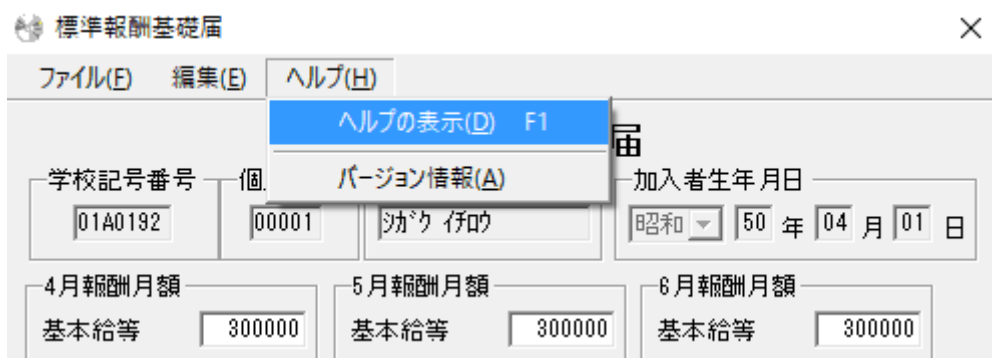 標準報酬基礎届
ファイル(F) 編集(E) ヘルプ(H)
ヘルプの表示(D) F1
届
バージョン情報(A)
学校記号番号 個 加入者生年月日
01A0192 00001 シガク イチロウ 昭和 50 年 04 月 01 日
4月報酬月額 5月報酬月額 6月報酬月額
基本給等 300000 基本給等 300000 基本給等 300000